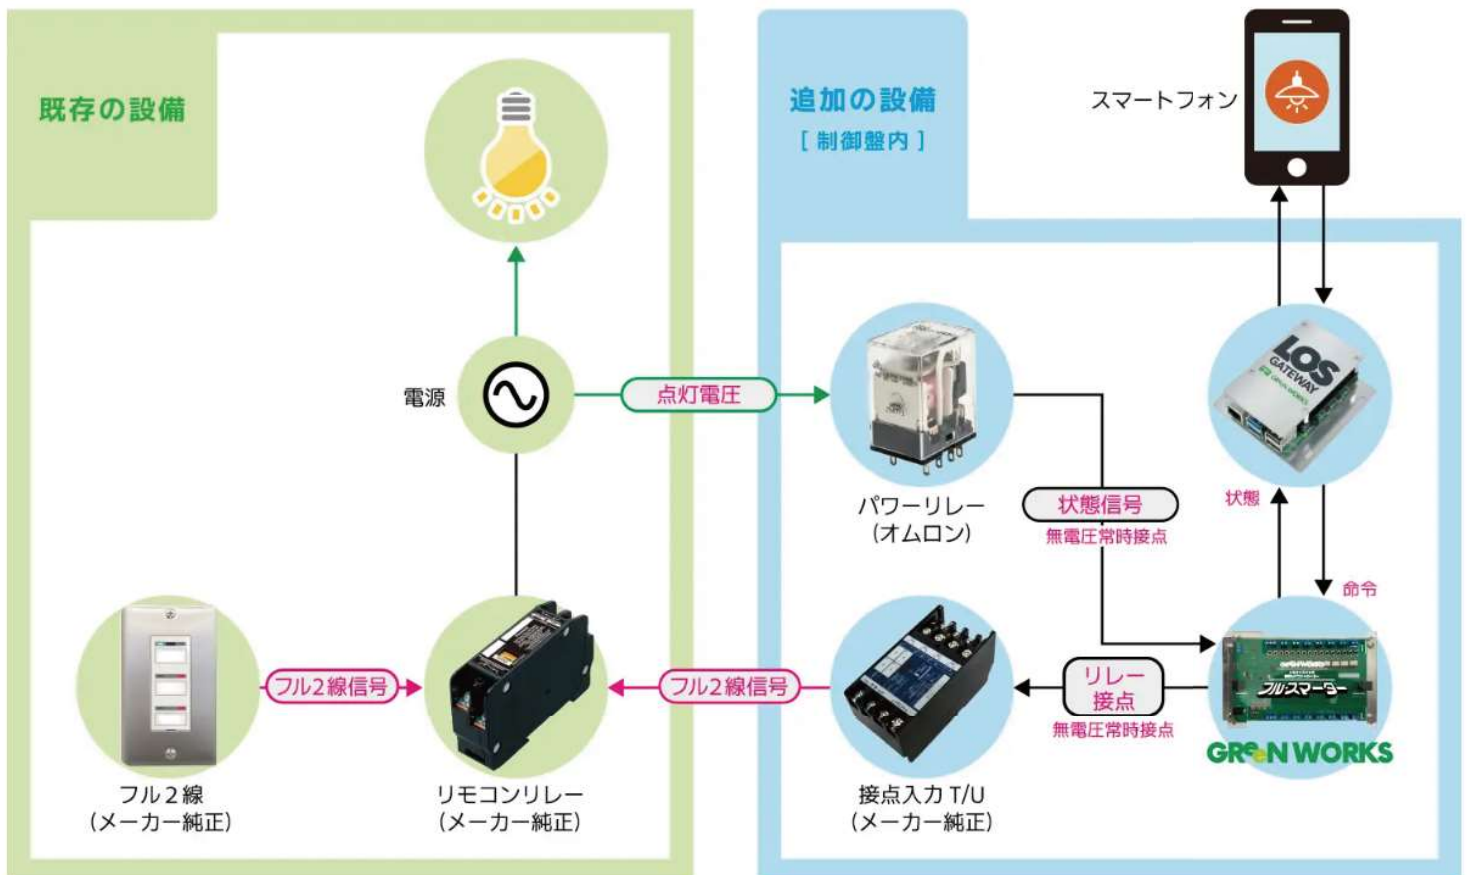 既存の設備
追加の設備
[ 制御盤内 ]
スマートフォン
LOS
GATEWAY
GREEN WORKS
電源
点灯電圧
パワーリレー
(オムロン)
状態信号
無電圧常時接点
状態
命令
フル2線信号
フル2線信号
リレー
接点
無電圧常時接点
GREEN WORKS
フル・スマーター
GREEN WORKS
フル2線
(メーカー純正)
リモコンリレー
(メーカー純正)
接点入力 T/U
(メーカー純正)